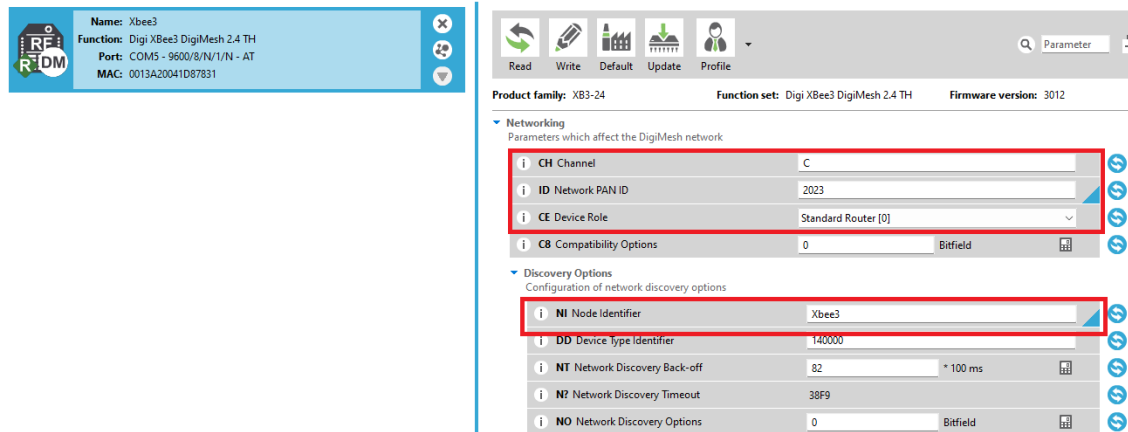 Name: Xbee3
Function: Digi XBee3 DigiMesh 2.4 TH
Port: COM5 - 9600/8/N/1/N - AT
MAC: 0013A20041D87831
RE
R DM
Read Write Default Update Profile
Parameter
Product family: XB3-24 Function set: Digi XBee3 DigiMesh 2.4 TH Firmware version: 3012
Networking
Parameters which affect the DigiMesh network
i CH Channel C
i ID Network PAN ID 2023
i CE Device Role Standard Router [0]
i C8 Compatibility Options 0 Bitfield
Discovery Options
Configuration of network discovery options
i NI Node Identifier Xbee3
i DD Device Type Identifier 140000
i NT Network Discovery Back-off 82 * 100 ms
i N? Network Discovery Timeout 38F9
i NO Network Discovery Options 0 Bitfield